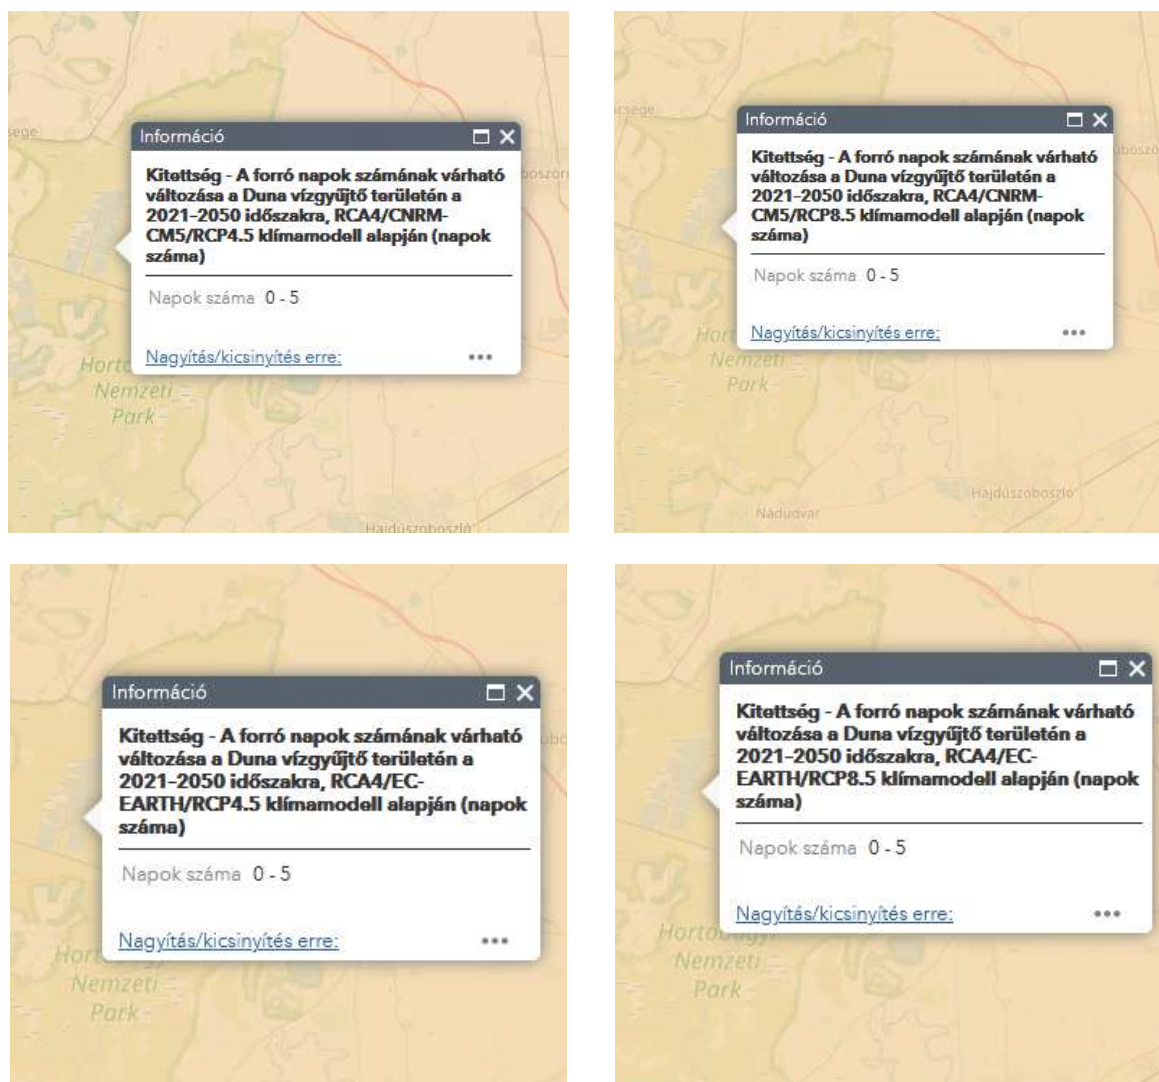 Információ
Kitettség - A forró napok számának várható
változása a Duna vízgyűjtő területén a
2021-2050 időszakra, RCA4/CNRM-
CM5/RCP4.5 klímamodell alapján (napok
száma)
Napok száma 0 - 5
Nagyítás/kicsinyítés erre:
Nemzeti
Park
Hajdúszoboszló
Információ
Kitettség - A forró napok számának várható
változása a Duna vízgyűjtő területén a
2021-2050 időszakra, RCA4/CNRM-
CM5/RCP8.5 klímamodell alapján (napok
száma)
Napok száma 0 - 5
Nagyítás/kicsinyítés erre:
Nemzeti
Park
Hajdúszoboszló
Nádudvar
Információ
Kitettség - A forró napok számának várható
változása a Duna vízgyűjtő területén a
2021-2050 időszakra, RCA4/EC-
EARTH/RCP4.5 klímamodell alapján (napok
száma)
Napok száma 0 - 5
Nagyítás/kicsinyítés erre:
Nemzeti
Park
Információ
Kitettség - A forró napok számának várható
változása a Duna vízgyűjtő területén a
2021-2050 időszakra, RCA4/EC-
EARTH/RCP8.5 klímamodell alapján (napok
száma)
Napok száma 0 - 5
Nagyítás/kicsinyítés erre:
Nemzeti
Park